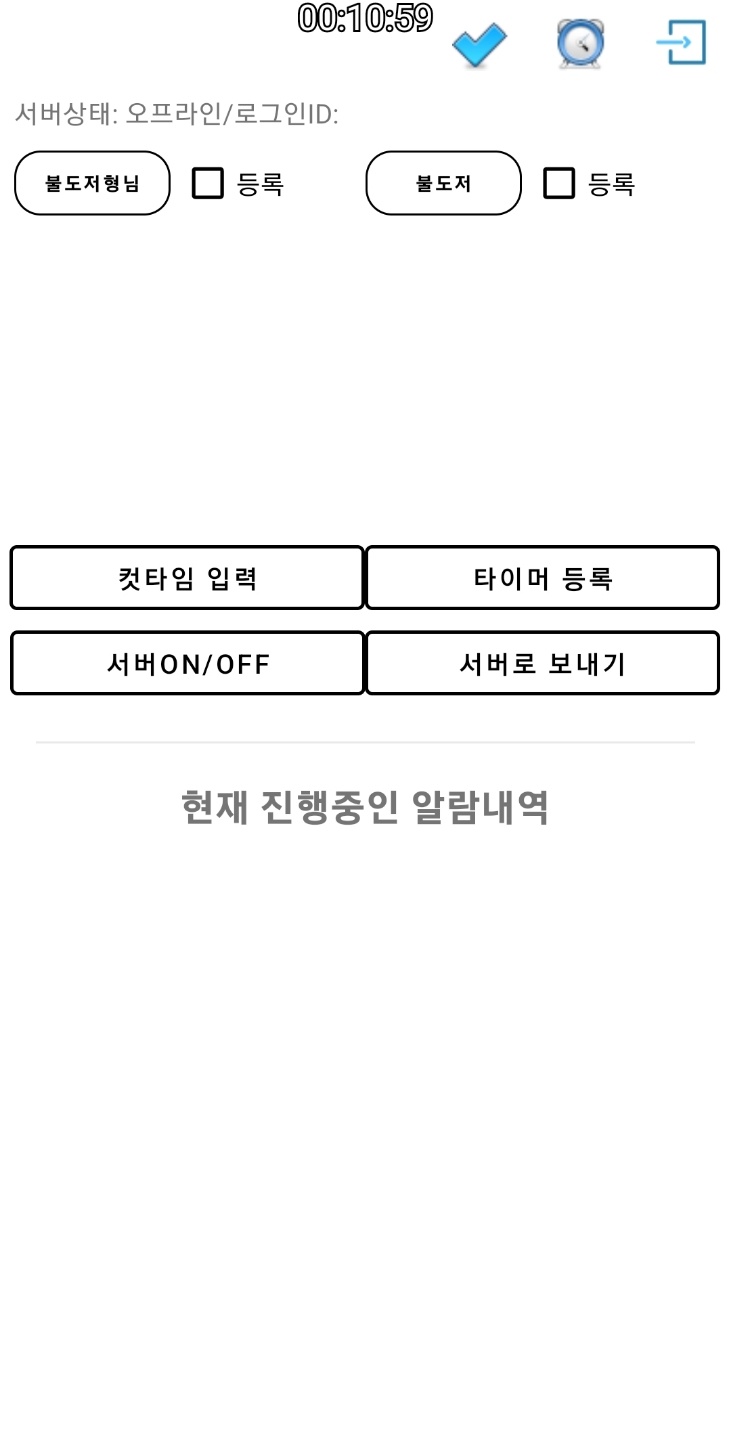 00:10:59
서버상태: 오프라인/로그인ID:
불도저형님 등록 불도저 등록
컷타임 입력 타이머 등록
서버ON/OFF 서버로 보내기
현재 진행중인 알람내역